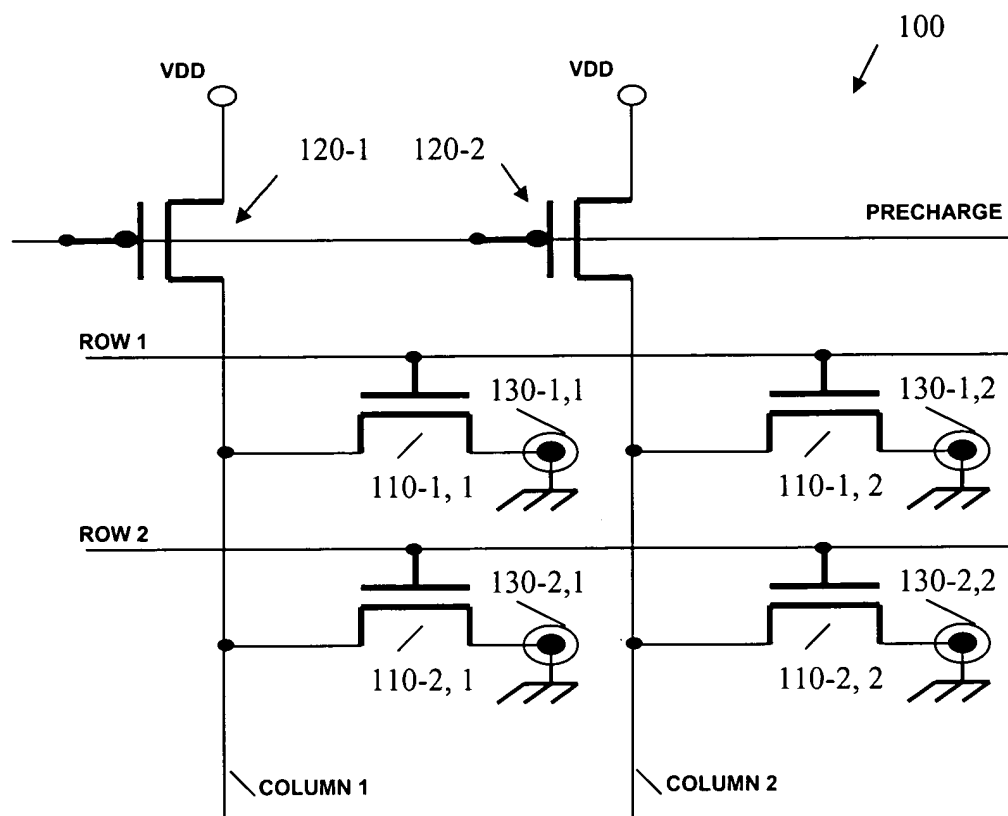 100
VDD
VDD
120-1
120-2
PRECHARGE
ROW 1
130-1,1
130-1,2
110-1, 1
110-1, 2
ROW 2
130-2,1
130-2,2
110-2, 1
110-2, 2
COLUMN 1
COLUMN 2